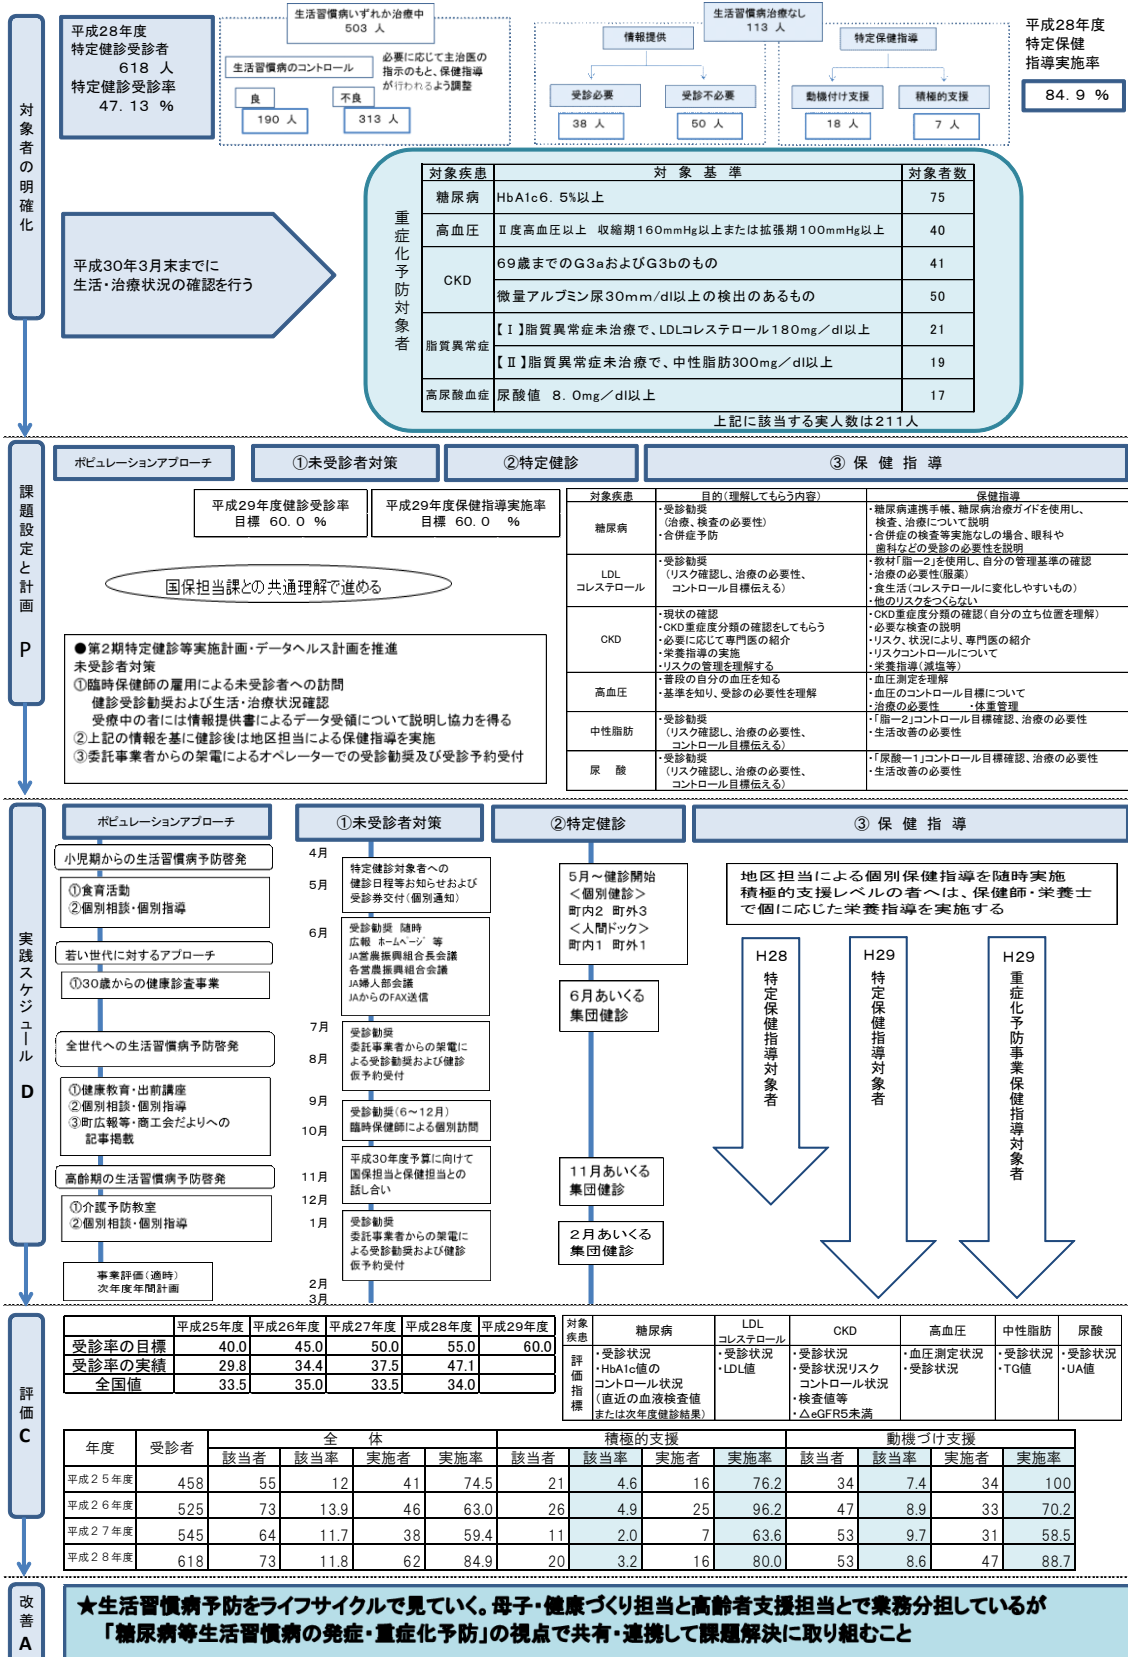 対象者の明確化
平成28年度
特定健診受診者
618 人
特定健診受診率
47.13 %
生活習慣病いずれか治療中
503 人
生活習慣病のコントロール
必要に応じて主治医の
指示のもと、保健指導
が行われるよう調整
良
不良
190 人
313 人
生活習慣病治療なし
113 人
情報提供
特定保健指導
受診必要
受診不必要
動機付け支援
積極的支援
38 人
50 人
18 人
7 人
平成28年度
特定保健
指導実施率
84.9 %
平成30年3月末までに
生活・治療状況の確認を行う
重症化予防対象者
対象疾患 対 象 基 準 対象者数
糖尿病 HbA1c6.5%以上 75
高血圧 Ⅱ度高血圧以上 収縮期160mmHg以上または拡張期100mmHg以上 40
CKD
69歳までのG3aおよびG3bのもの 41
微量アルブミン尿30mm/dl以上の検出のあるもの 50
脂質異常症
【Ⅰ】脂質異常症未治療で、LDLコレステロール180mg/dl以上 21
【Ⅱ】脂質異常症未治療で、中性脂肪300mg/dl以上 19
高尿酸血症 尿酸値 8.0mg/dl以上 17
上記に該当する実人数は211人
課題設定と計画 P
ポピュレーションアプローチ
①未受診者対策
②特定健診
③ 保 健 指 導
平成29年度健診受診率
目標 60.0 %
平成29年度保健指導実施率
目標 60.0 %
国保担当課との共通理解で進める
●第2期特定健診等実施計画・データヘルス計画を推進
未受診者対策
①臨時保健師の雇用による未受診者への訪問
健診受診勧奨および生活・治療状況確認
受療中の者には情報提供書によるデータ受領について説明し協力を得る
②上記の情報を基に健診後は地区担当による保健指導を実施
③委託事業者からの架電によるオペレーターでの受診勧奨及び受診予約受付
対象疾患 目的(理解してもらう内容) 保健指導
糖尿病
・受診勧奨
(治療、検査の必要性)
・合併症予防
・糖尿病連携手帳、糖尿病治療ガイドを使用し、
検査、治療について説明
・合併症の検査等実施なしの場合、眼科や
歯科などの受診の必要性を説明
LDL
コレステロール
・受診勧奨
(リスク確認し、治療の必要性、
コントロール目標伝える)
・教材「脂ー2」を使用し、自分の管理基準の確認
・治療の必要性(服薬)
・食生活(コレステロールに変化しやすいもの)
・他のリスクをつくらない
CKD
・現状の確認
・CKD重症度分類の確認をしてもらう
・必要に応じて専門医の紹介
・栄養指導の実施
・リスクの管理を理解する
・CKD重症度分類の確認(自分の立ち位置を理解)
・必要な検査の説明
・リスク、状況により、専門医の紹介
・リスクコントロールについて
・栄養指導(減塩等)
高血圧
・普段の自分の血圧を知る
・基準を知り、受診の必要性を理解
・血圧測定を理解
・血圧のコントロール目標について
・治療の必要性 ・体重管理
中性脂肪
・受診勧奨
(リスク確認し、治療の必要性、
コントロール目標伝える)
・「脂ー2」コントロール目標確認、治療の必要性
・生活改善の必要性
尿 酸
・受診勧奨
(リスク確認し、治療の必要性、
コントロール目標伝える)
・「尿酸ー1」コントロール目標確認、治療の必要性
・生活改善の必要性
実践スケジュール D
ポピュレーションアプローチ
①未受診者対策
②特定健診
③ 保 健 指 導
小児期からの生活習慣病予防啓発
①食育活動
②個別相談・個別指導
若い世代に対するアプローチ
①30歳からの健康診査事業
全世代への生活習慣病予防啓発
①健康教育・出前講座
②個別相談・個別指導
③町広報等・商工会だよりへの
記事掲載
高齢期の生活習慣病予防啓発
①介護予防教室
②個別相談・個別指導
事業評価(適時)
次年度年間計画
4月
5月
6月
7月
8月
9月
10月
11月
12月
1月
2月
3月
特定健診対象者への
健診日程等お知らせおよび
受診券交付(個別通知)
受診勧奨 随時
広報 ホームページ 等
JA営農振興組合長会議
各営農振興組合会議
JA婦人部会議
JAからのFAX送信
受診勧奨
委託事業者からの架電に
よる受診勧奨および健診
仮予約受付
受診勧奨(6~12月)
臨時保健師による個別訪問
平成30年度予算に向けて
国保担当と保健担当との
話し合い
受診勧奨
委託事業者からの架電に
よる受診勧奨および健診
仮予約受付
5月~健診開始
<個別健診>
町内2 町外3
<人間ドック>
町内1 町外1
6月あいくる
集団健診
11月あいくる
集団健診
2月あいくる
集団健診
地区担当による個別保健指導を随時実施
積極的支援レベルの者へは、保健師・栄養士
で個に応じた栄養指導を実施する
H28 特定保健指導対象者
H29 特定保健指導対象者
H29 重症化予防事業保健指導対象者
評価 C
平成25年度 平成26年度 平成27年度 平成28年度 平成29年度
受診率の目標 40.0 45.0 50.0 55.0 60.0
受診率の実績 29.8 34.4 37.5 47.1
全国値 33.5 35.0 33.5 34.0
対象疾患 糖尿病 LDLコレステロール CKD 高血圧 中性脂肪 尿酸
評価指標
・受診状況
・HbA1c値の
コントロール状況
(直近の血液検査値
または次年度健診結果)
・受診状況
・LDL値
・受診状況
・受診状況リスク
コントロール状況
・検査値等
・△eGFR5未満
・血圧測定状況
・受診状況
・受診状況
・TG値
・受診状況
・UA値
年度 受診者 全 体 積極的支援 動機づけ支援
該当者 該当率 実施者 実施率 該当者 該当率 実施者 実施率 該当者 該当率 実施者 実施率
平成25年度 458 55 12 41 74.5 21 4.6 16 76.2 34 7.4 34 100
平成26年度 525 73 13.9 46 63.0 26 4.9 25 96.2 47 8.9 33 70.2
平成27年度 545 64 11.7 38 59.4 11 2.0 7 63.6 53 9.7 31 58.5
平成28年度 618 73 11.8 62 84.9 20 3.2 16 80.0 53 8.6 47 88.7
改善 A
★生活習慣病予防をライフサイクルで見ていく。母子・健康づくり担当と高齢者支援担当とで業務分担しているが
「糖尿病等生活習慣病の発症・重症化予防」の視点で共有・連携して課題解決に取り組むこと